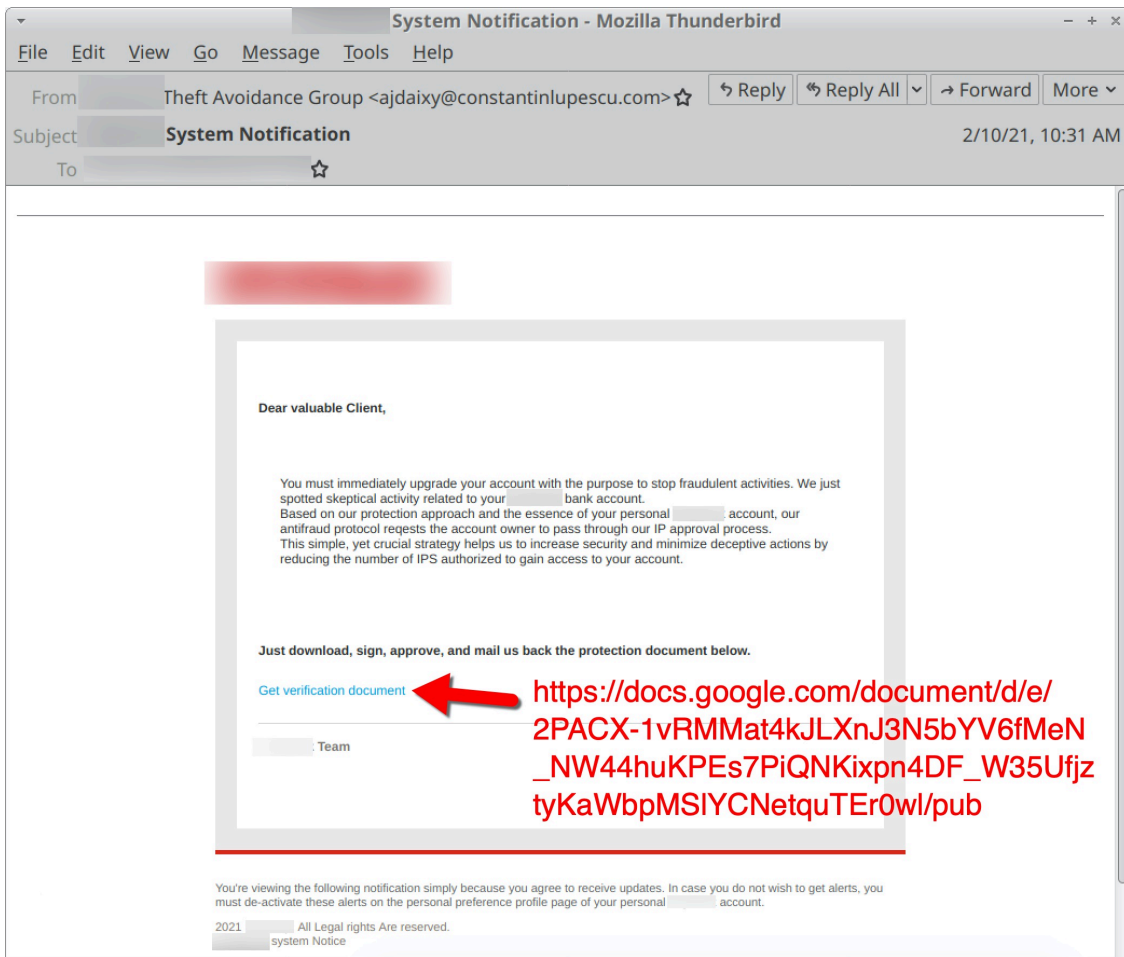 System Notification - Mozilla Thunderbird
File Edit View Go Message Tools Help
From Theft Avoidance Group <ajdaixy@constantinlupescu.com> Reply Reply All Forward More
Subject System Notification 2/10/21, 10:31 AM
To
Dear valuable Client,
You must immediately upgrade your account with the purpose to stop fraudulent activities. We just
spotted skeptical activity related to your bank account.
Based on our protection approach and the essence of your personal account, our
antifraud protocol reqests the account owner to pass through our IP approval process.
This simple, yet crucial strategy helps us to increase security and minimize deceptive actions by
reducing the number of IPS authorized to gain access to your account.
Just download, sign, approve, and mail us back the protection document below.
Get verification document
https://docs.google.com/document/d/e/
2PACX-1vRMMat4kJLXnJ3N5bYV6fMeN
_NW44huKPEs7PiQNKixpn4DF_W35Ufjz
tyKaWbpMSlYCNetquTEr0wl/pub
Team
You're viewing the following notification simply because you agree to receive updates. In case you do not wish to get alerts, you
must de-activate these alerts on the personal preference profile page of your personal account.
2021 All Legal rights Are reserved.
system Notice